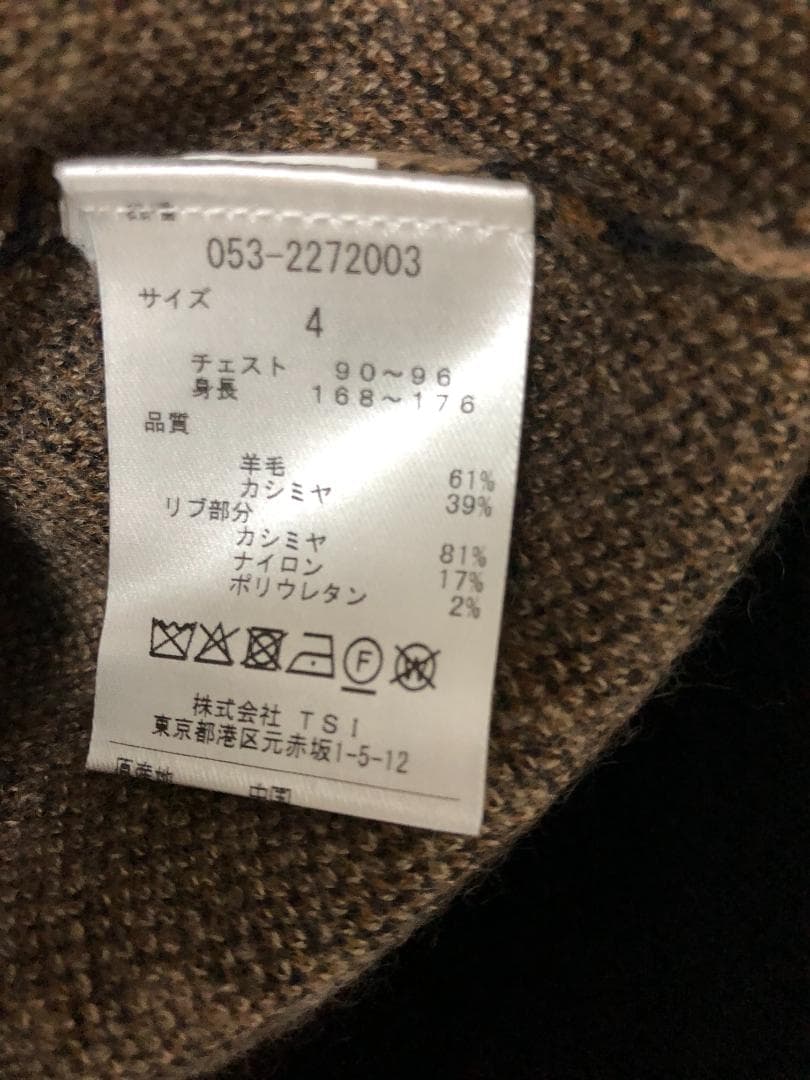 053-2272003
サイズ
4
チェスト 90～96
身長 168～176
品質
羊毛 61%
カシミヤ 39%
リブ部分
カシミヤ 81%
ナイロン 17%
ポリウレタン 2%
F W
株式会社 TSI
東京都港区元赤坂1-5-12
原産地 中国